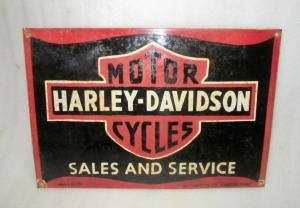 MOTOR
HARLEY-DAVIDSON
CYCLES
SALES AND SERVICE